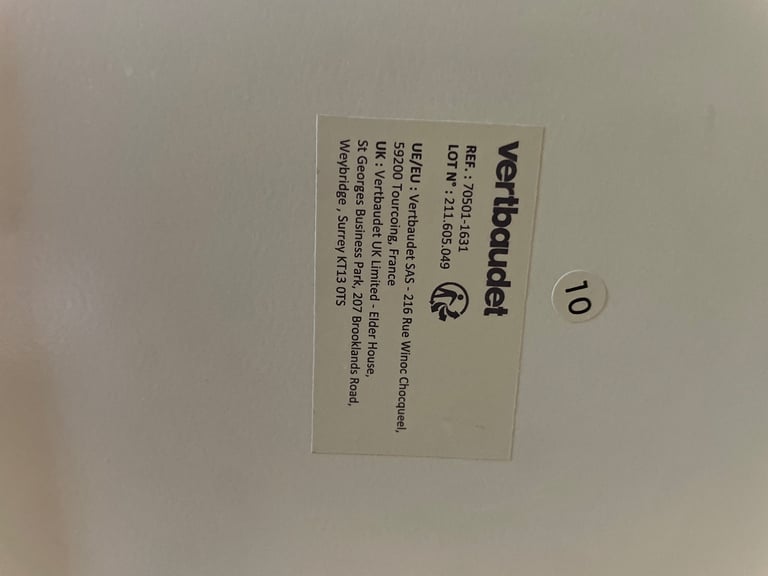 vertbaudet
REF. : 70501-1631
LOT N° : 211.605.049
UE/EU : Vertbaudet SAS - 216 Rue Winoc Chocqueel,
59200 Tourcoing, France
UK : Vertbaudet UK Limited - Elder House,
St Georges Business Park, 207 Brooklands Road,
Weybridge , Surrey KT13 0TS
10